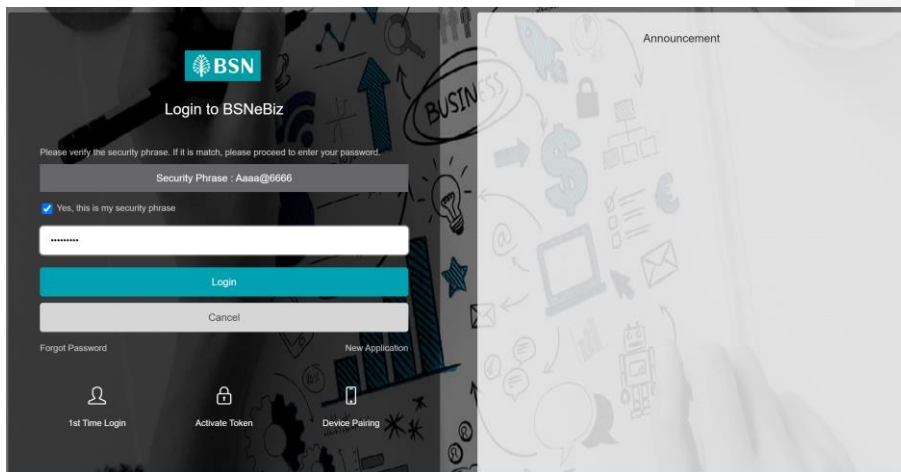 BSN
Login to BSNeBiz
Please verify the security phrase. If it is match, please proceed to enter your password.
Security Phrase : Aaaa@6666
Yes, this is my security phrase
•••••••••
Login
Cancel
Forgot Password
New Application
1st Time Login
Activate Token
Device Pairing
Announcement
BUSINESS